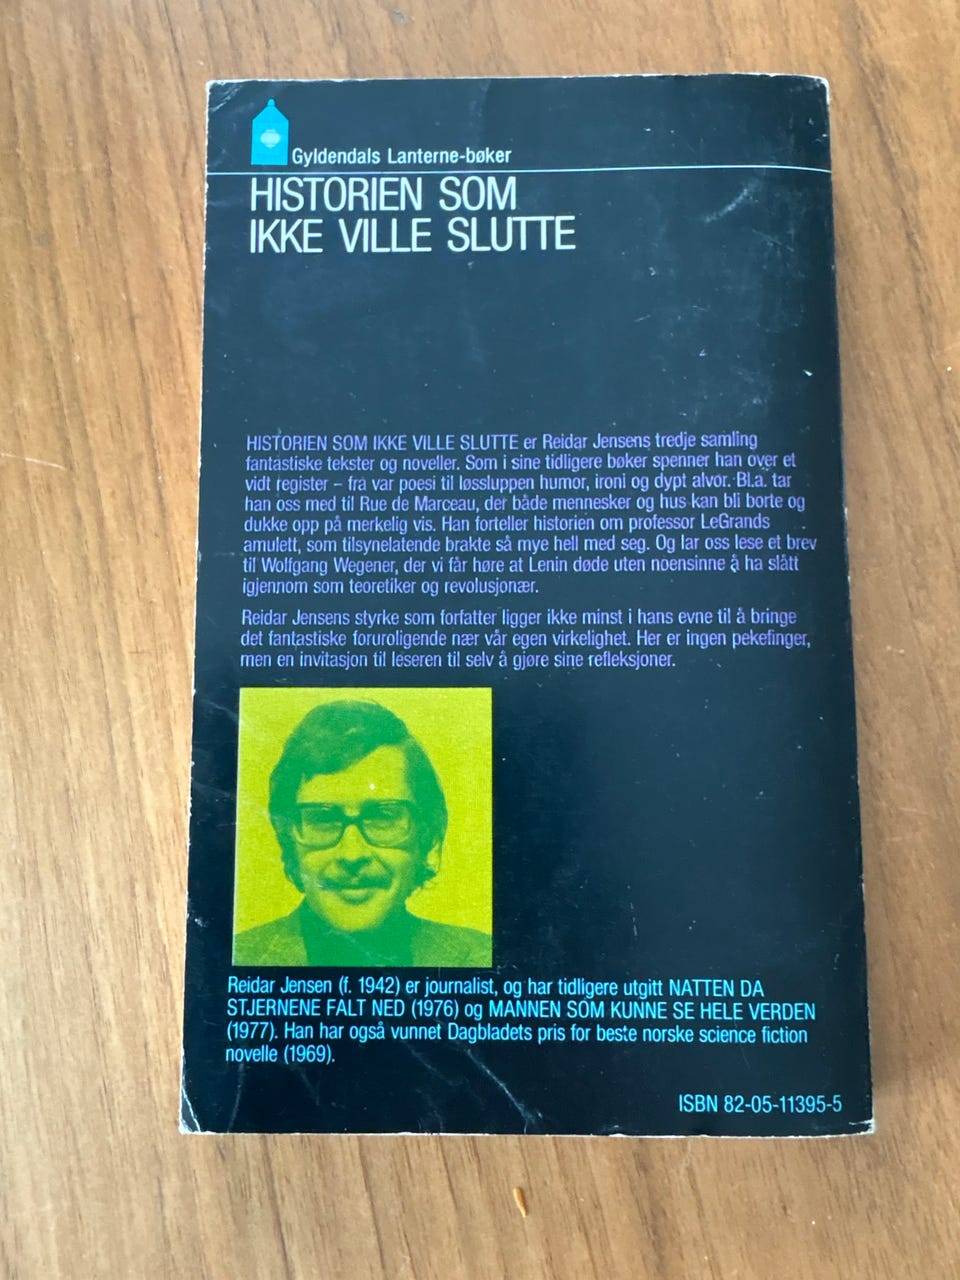 Gyldendals Lanterne-bøker
HISTORIEN SOM
IKKE VILLE SLUTTE
HISTORIEN SOM IKKE VILLE SLUTTE er Reidar Jensens tredje samling
fantastiske tekster og noveller. Som i sine tidligere bøker spenner han over et
vidt register – fra var poesi til løssluppen humor, ironi og dypt alvor. Bl.a. tar
han oss med til Rue de Marceau, der både mennesker og hus kan bli borte og
dukke opp på merkelig vis. Han forteller historien om professor LeGrands
amulett, som tilsynelatende brakte så mye hell med seg. Og lar oss lese et brev
til Wolfgang Wegener, der vi får høre at Lenin døde uten noensinne å ha slått
igjennom som teoretiker og revolusjonær.
Reidar Jensens styrke som forfatter ligger ikke minst i hans evne til å bringe
det fantastiske foruroligende nær vår egen virkelighet. Her er ingen pekefinger,
men en invitasjon til leseren til selv å gjøre sine refleksjoner.
Reidar Jensen (f. 1942) er journalist, og har tidligere utgitt NATTEN DA
STJERNENE FALT NED (1976) og MANNEN SOM KUNNE SE HELE VERDEN
(1977). Han har også vunnet Dagbladets pris for beste norske science fiction
novelle (1969).
ISBN 82-05-11395-5